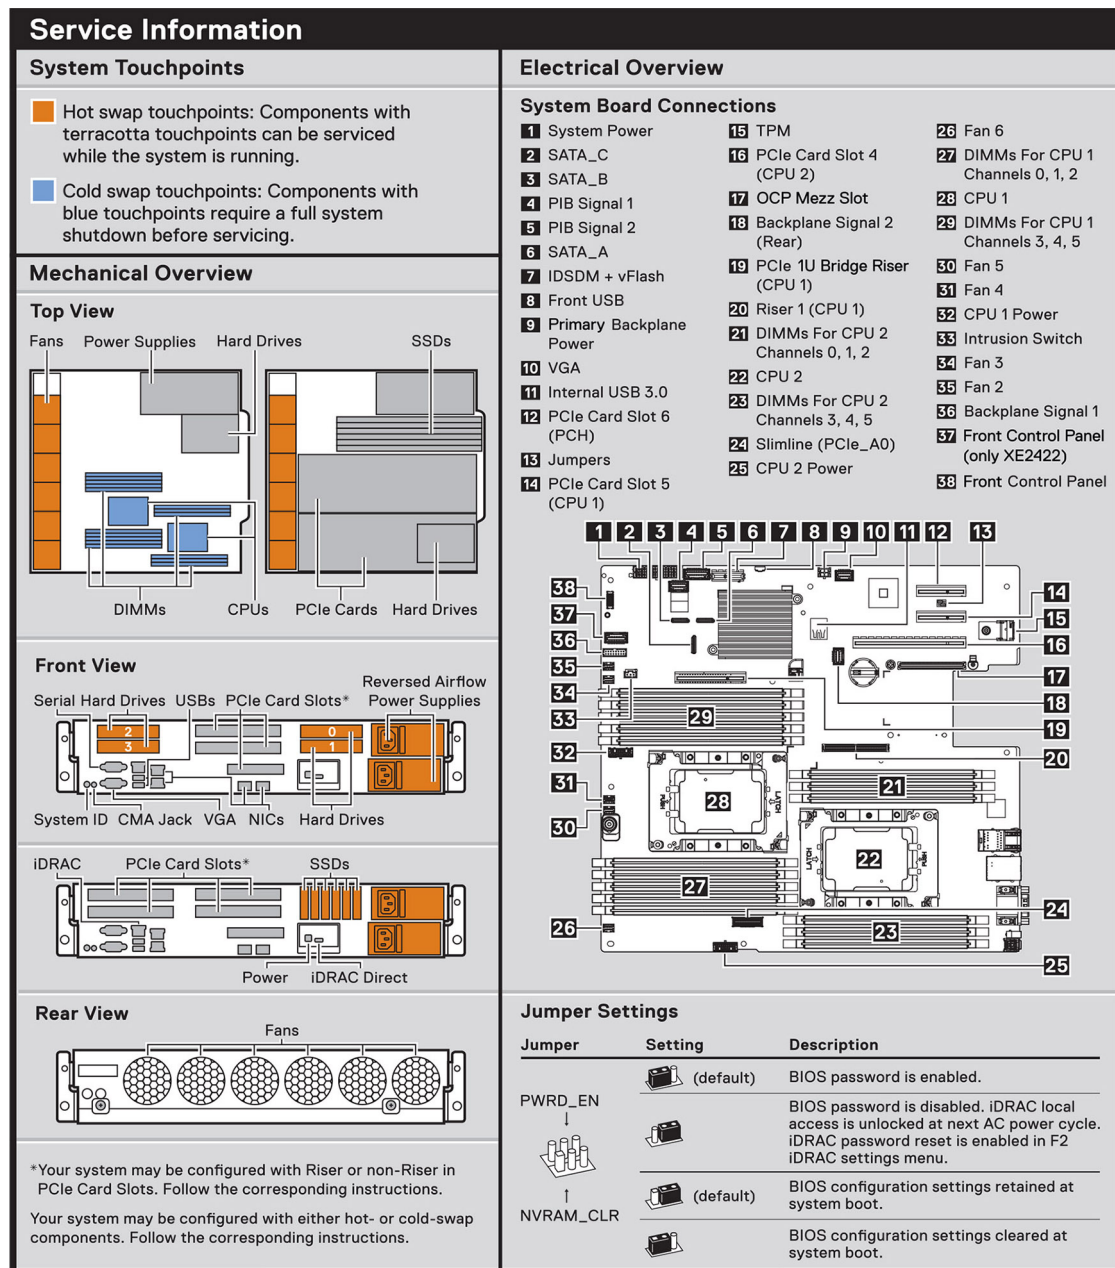 Service Information
System Touchpoints
Hot swap touchpoints: Components with
terracotta touchpoints can be serviced
while the system is running.
Cold swap touchpoints: Components with
blue touchpoints require a full system
shutdown before servicing.
Mechanical Overview
Top View
Fans Power Supplies Hard Drives SSDs
DIMMs CPUs PCIe Cards Hard Drives
Front View
Reversed Airflow
Serial Hard Drives USBs PCIe Card Slots* Power Supplies
2 0
3 1
System ID CMA Jack VGA NICs Hard Drives
iDRAC PCIe Card Slots* SSDs
Power iDRAC Direct
Rear View
Fans
*Your system may be configured with Riser or non-Riser in
PCIe Card Slots. Follow the corresponding instructions.
Your system may be configured with either hot- or cold-swap
components. Follow the corresponding instructions.
Electrical Overview
System Board Connections
1 System Power
2 SATA_C
3 SATA_B
4 PIB Signal 1
5 PIB Signal 2
6 SATA_A
7 IDSDM + vFlash
8 Front USB
9 Primary Backplane
Power
10 VGA
11 Internal USB 3.0
12 PCIe Card Slot 6
(PCH)
13 Jumpers
14 PCIe Card Slot 5
(CPU 1)
15 TPM
16 PCIe Card Slot 4
(CPU 2)
17 OCP Mezz Slot
18 Backplane Signal 2
(Rear)
19 PCIe 1U Bridge Riser
(CPU 1)
20 Riser 1 (CPU 1)
21 DIMMs For CPU 2
Channels 0, 1, 2
22 CPU 2
23 DIMMs For CPU 2
Channels 3, 4, 5
24 Slimline (PCIe_A0)
25 CPU 2 Power
26 Fan 6
27 DIMMs For CPU 1
Channels 0, 1, 2
28 CPU 1
29 DIMMs For CPU 1
Channels 3, 4, 5
30 Fan 5
31 Fan 4
32 CPU 1 Power
33 Intrusion Switch
34 Fan 3
35 Fan 2
36 Backplane Signal 1
37 Front Control Panel
(only XE2422)
38 Front Control Panel
1 2 3 4 5 6 7 8 9 10 11 12 13
38
14
37
15
36
16
35
17
34
18
33
29
19
32
20
31
21
28
30
22
27
24
26
23
25
PUSH
LATCH
LATCH
PUSH
Jumper Settings
Jumper Setting Description
PWRD_EN
(default) BIOS password is enabled.
BIOS password is disabled. iDRAC local
access is unlocked at next AC power cycle.
iDRAC password reset is enabled in F2
iDRAC settings menu.
NVRAM_CLR
(default) BIOS configuration settings retained at
system boot.
BIOS configuration settings cleared at
system boot.